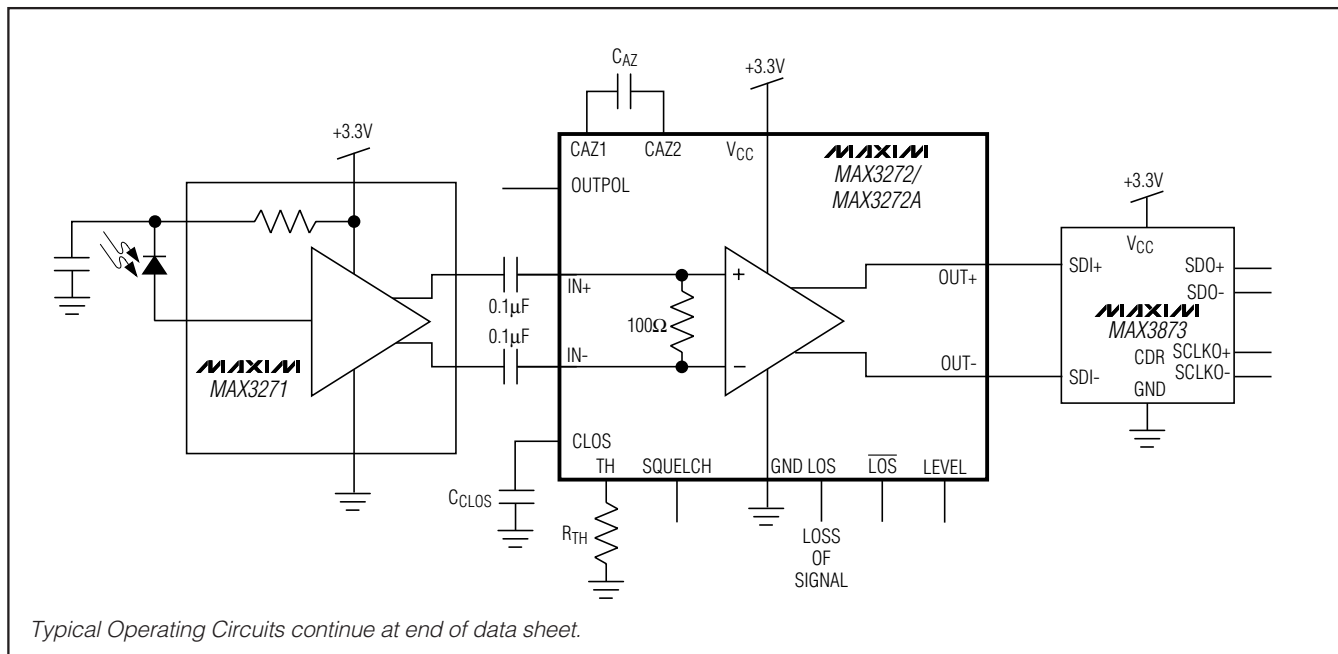 CAZ
+3.3V
+3.3V
CAZ1
CAZ2
VCC
MAXIM
MAX3272/
MAX3272A
OUTPOL
+3.3V
VCC
SDI+
SDO+
SDO-
OUT+
IN+
+
0.1µF
100Ω
MAXIM
MAX3873
0.1µF
MAXIM
MAX3271
IN-
−
OUT-
CDR
SCLKO+
SCLKO-
SDI-
GND
CLOS
TH
SQUELCH
GND
LOS
LOS
LEVEL
CCLOS
RTH
LOSS
OF
SIGNAL
Typical Operating Circuits continue at end of data sheet.